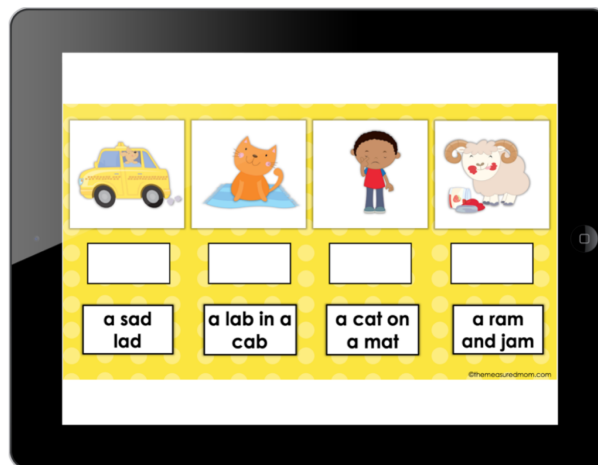 a sad
lad
a lab in a
cab
a cat on
a mat
a ram
and jam
©themeasuredmom.com